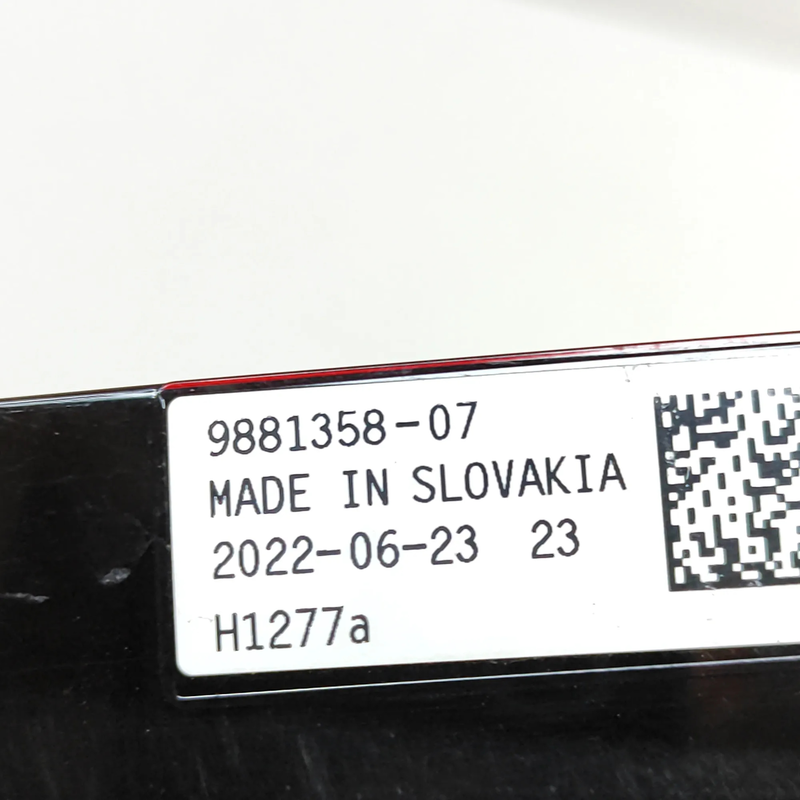 9881358-07
MADE IN SLOVAKIA
2022-06-23 23
H1277a